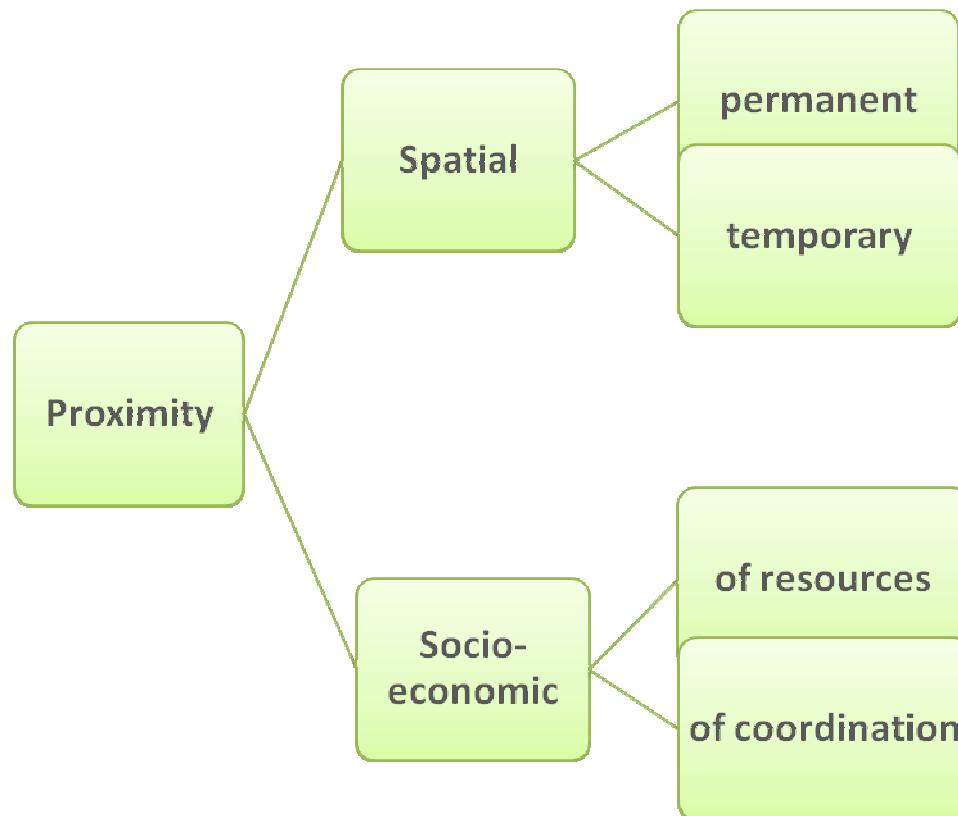 Proximity
Spatial
permanent
temporary
Socio-
economic
of resources
of coordination